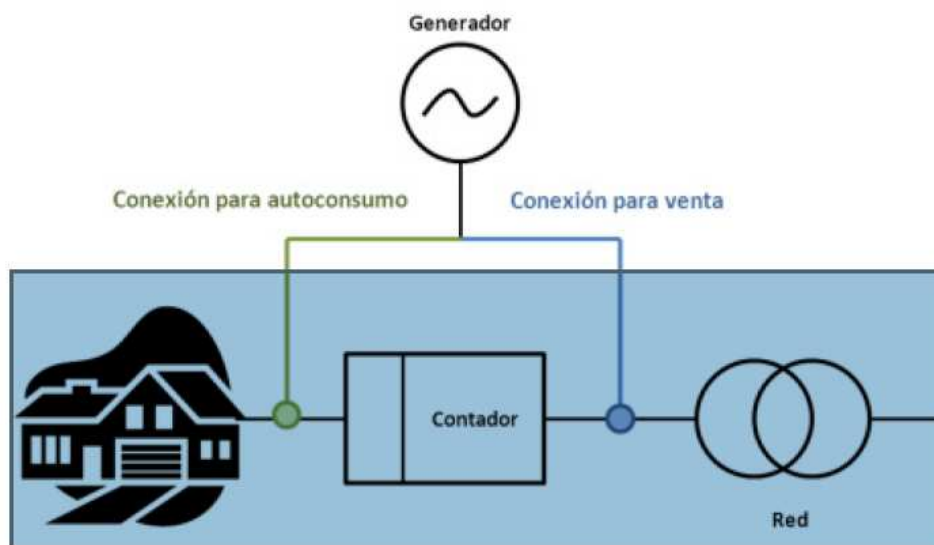 Generador
Conexión para autoconsumo
Conexión para venta
Contador
Red